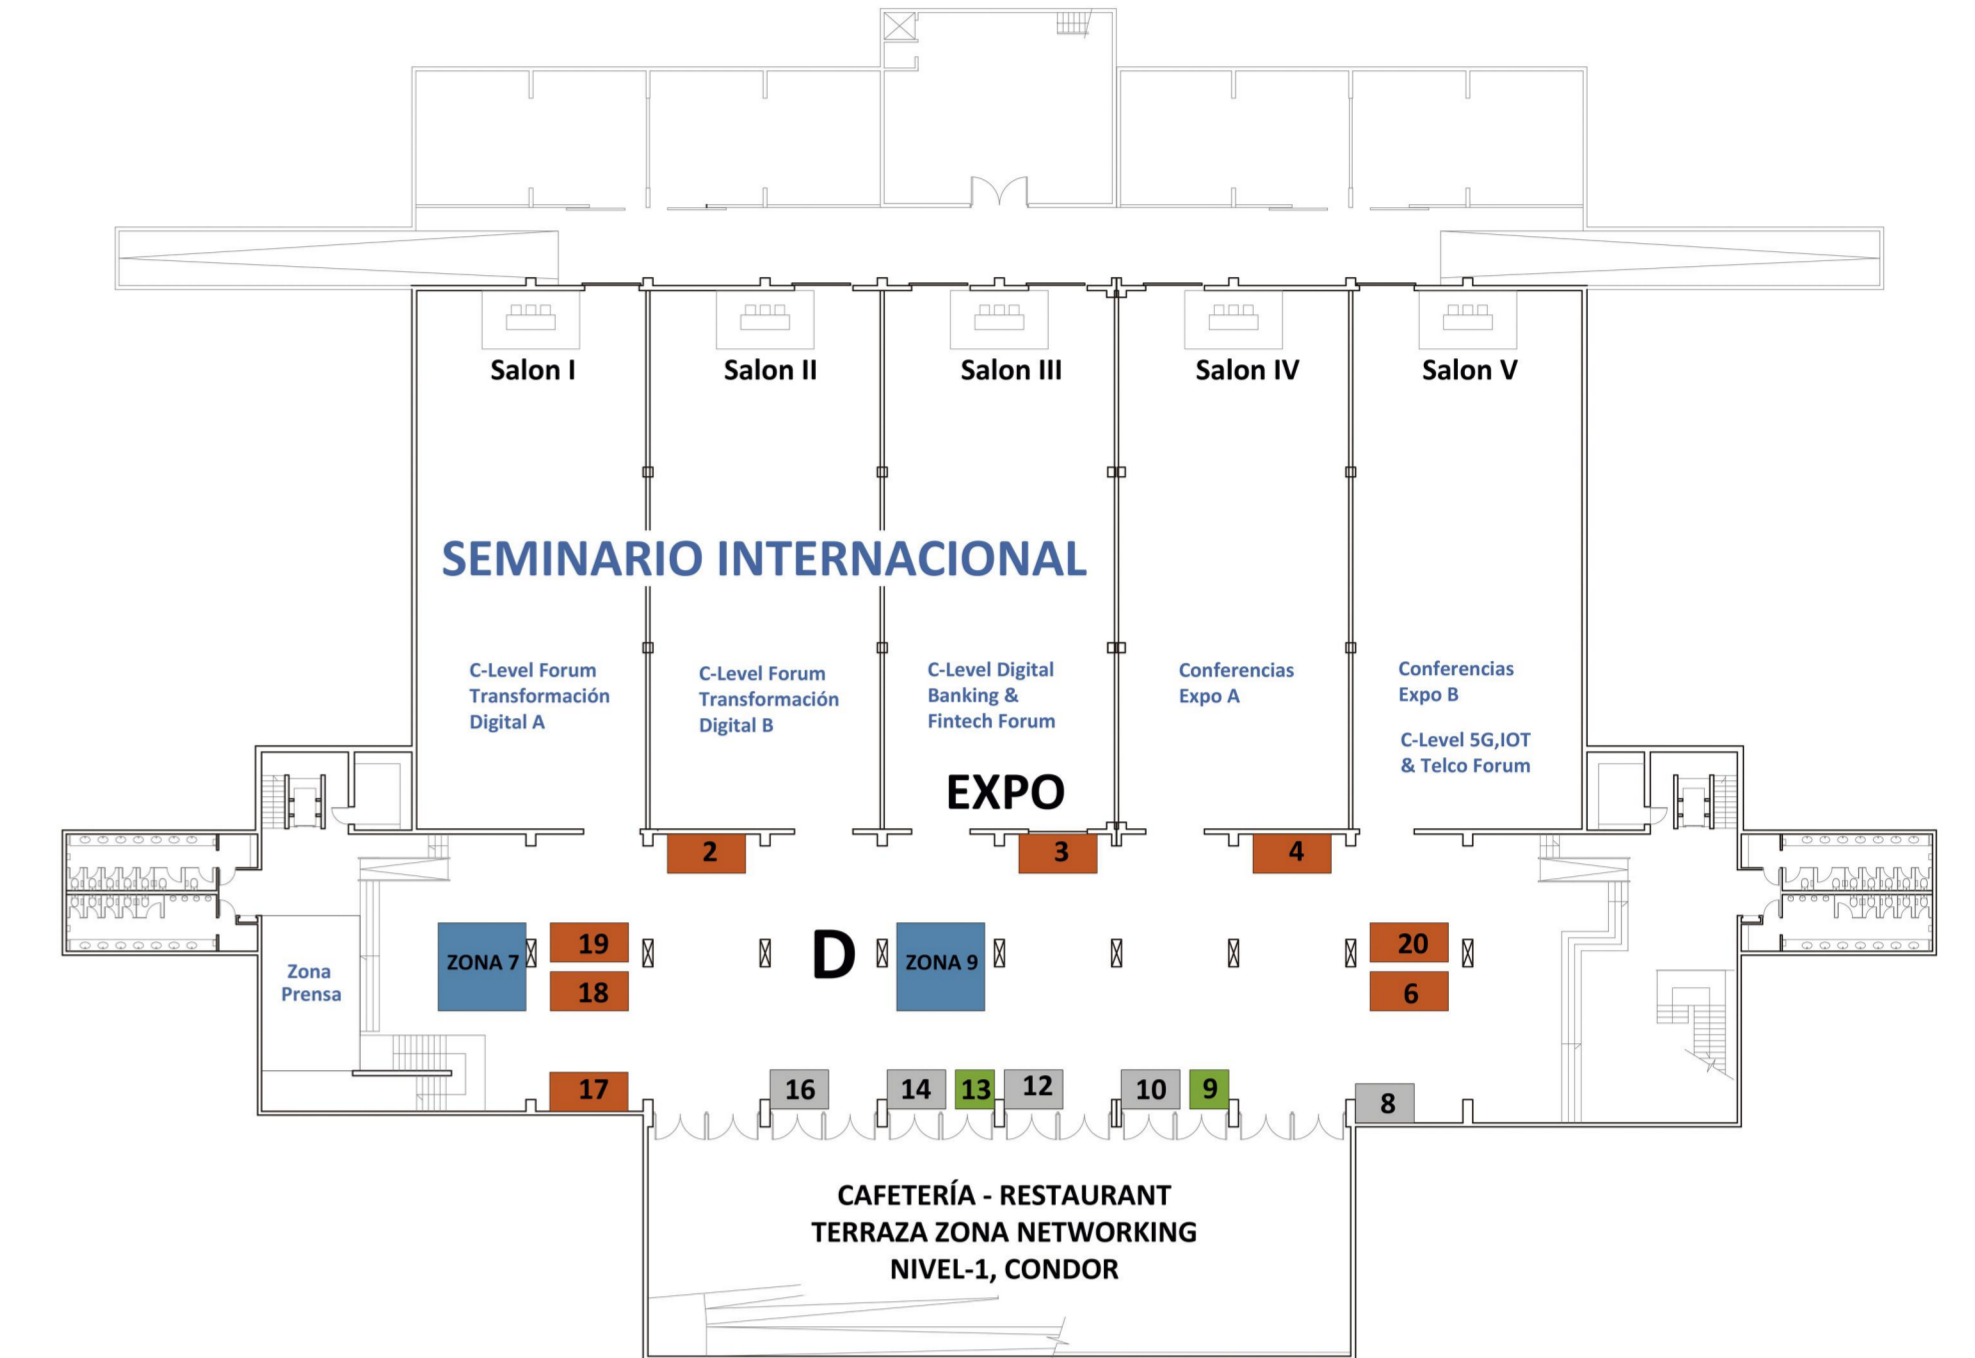 Salon I
Salon II
Salon III
Salon IV
Salon V
SEMINARIO INTERNACIONAL
C-Level Forum
Transformación
Digital A
C-Level Forum
Transformación
Digital B
C-Level Digital
Banking &
Fintech Forum
Conferencias
Expo A
Conferencias
Expo B
C-Level 5G,IOT
& Telco Forum
EXPO
2
3
4
ZONA 7
19
18
D
ZONA 9
20
6
Zona
Prensa
17
16
14
13
12
10
9
8
CAFETERÍA - RESTAURANT
TERRAZA ZONA NETWORKING
NIVEL-1, CONDOR